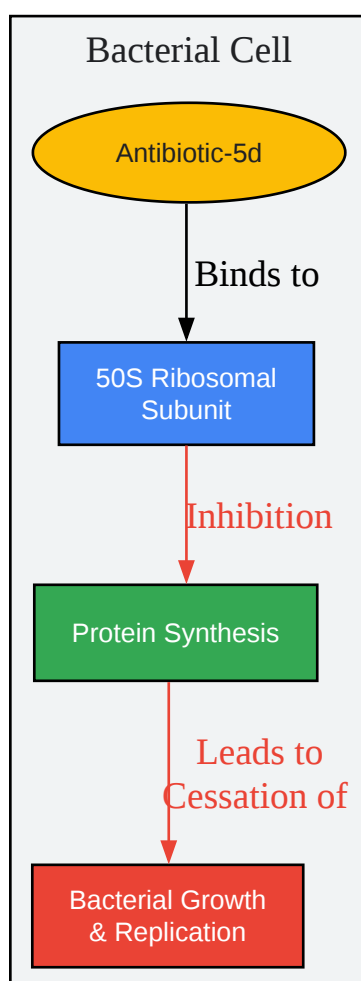 Bacterial Cell
Antibiotic-5d
Binds to
50S Ribosomal
Subunit
Inhibition
Protein Synthesis
Leads to
Cessation of
Bacterial Growth
& Replication